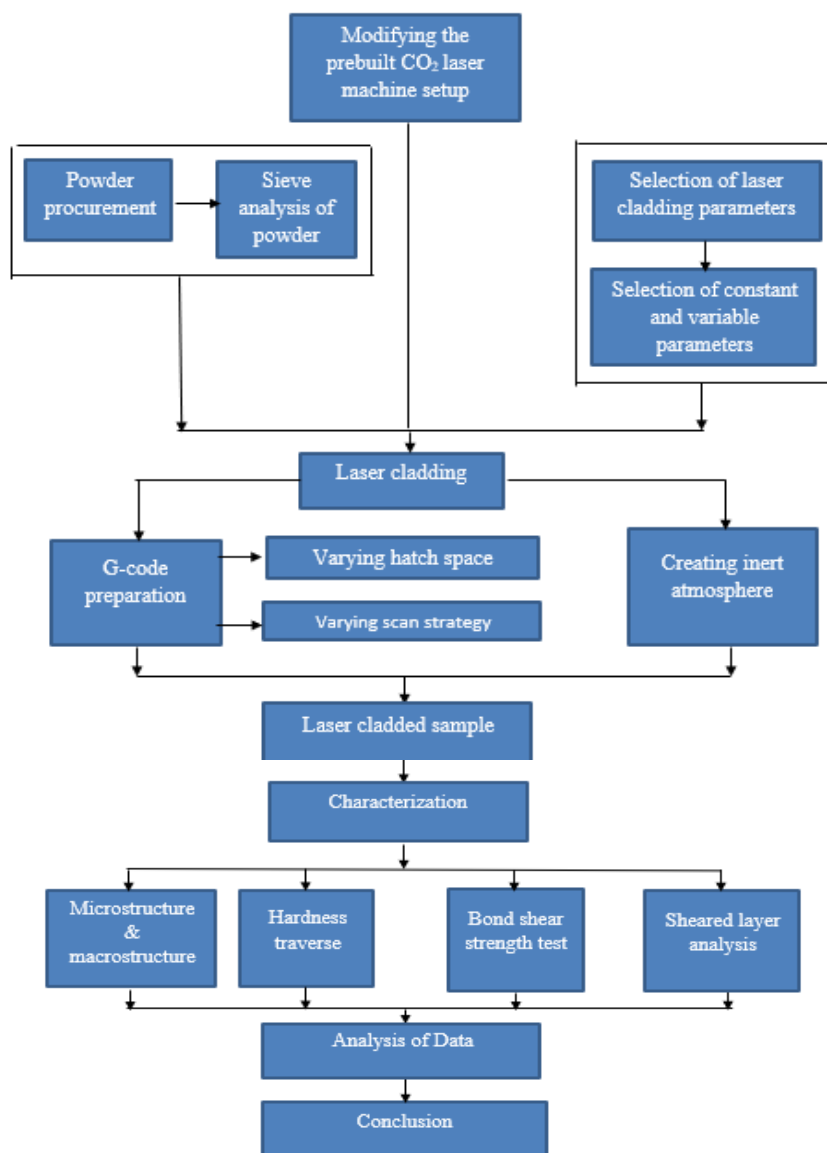 Modifying the
prebuilt CO₂ laser
machine setup
Powder
procurement
Sieve
analysis of
powder
Selection of laser
cladding parameters
Selection of constant
and variable
parameters
Laser cladding
G-code
preparation
Varying hatch space
Varying scan strategy
Creating inert
atmosphere
Laser cladded sample
Characterization
Microstructure
&
macrostructure
Hardness
traverse
Bond shear
strength test
Sheared layer
analysis
Analysis of Data
Conclusion